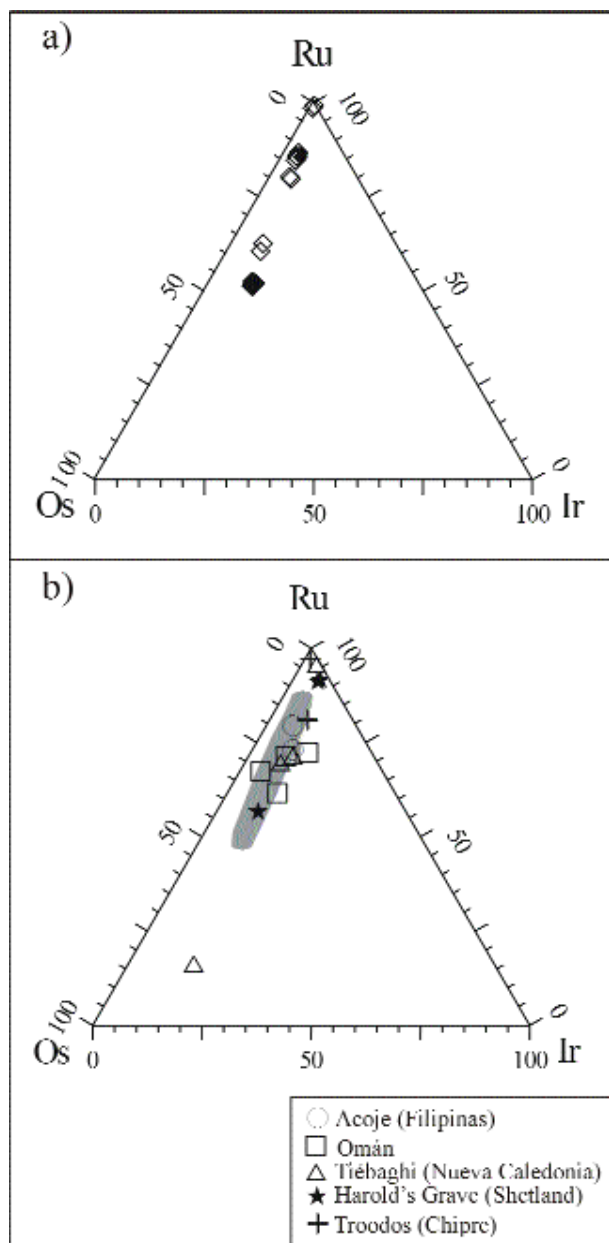 a)
Ru
0 100
50 50
100 0
Os 0 50 100 Ir
b)
Ru
0 100
50 50
100 0
Os 0 50 100 Ir
Acoje (Filipinas)
Omán
Tiébaghi (Nueva Caledonia)
Harold's Grave (Shetland)
Troodos (Chipre)